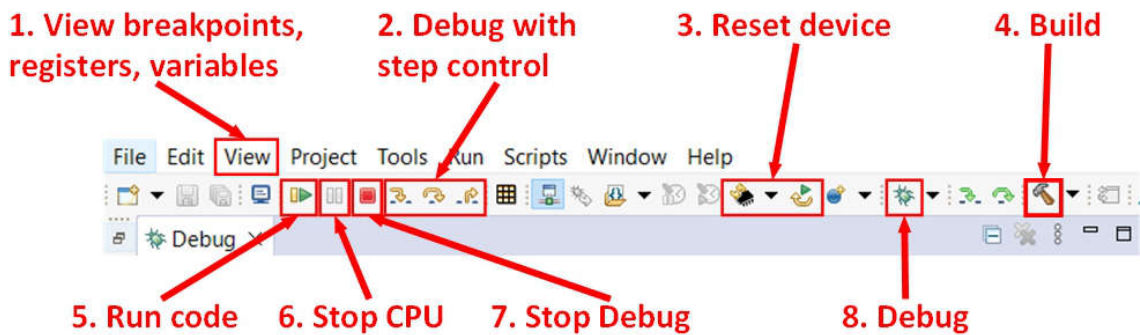 1. View breakpoints,
registers, variables
2. Debug with
step control
3. Reset device
4. Build
File Edit View Project Tools Run Scripts Window Help
Debug
5. Run code
6. Stop CPU
7. Stop Debug
8. Debug